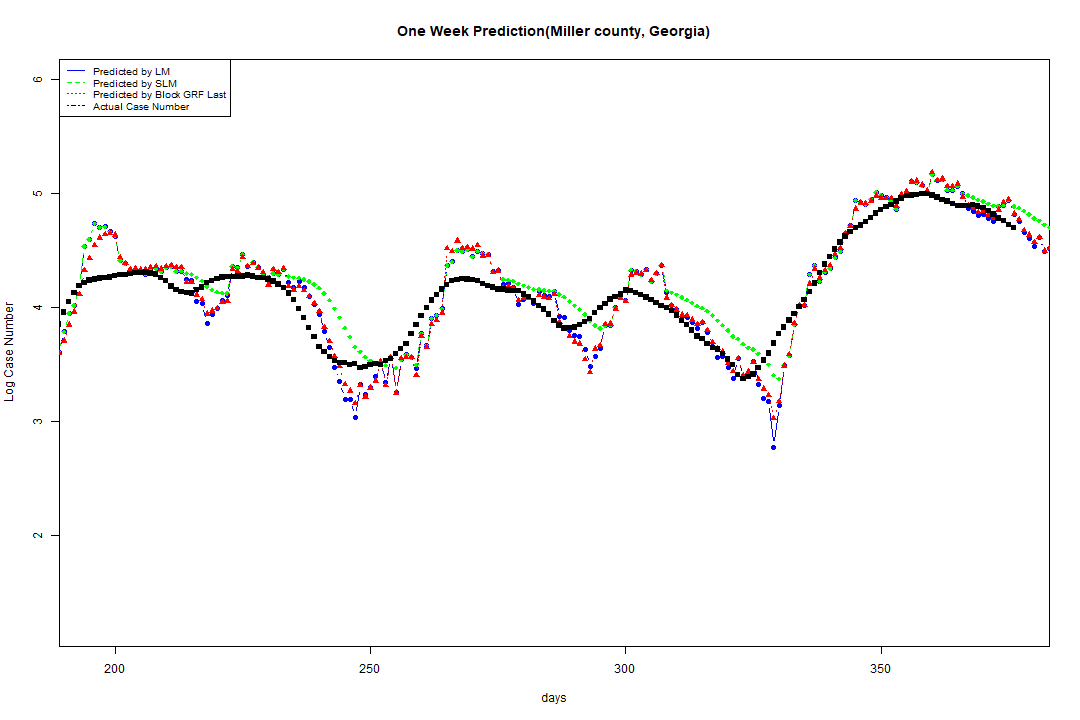 One Week Prediction(Miller county, Georgia)
Predicted by LM
Predicted by SLM
Predicted by Block GRF Last
Actual Case Number
6
5
4
3
2
Log Case Number
200 250 300 350
days